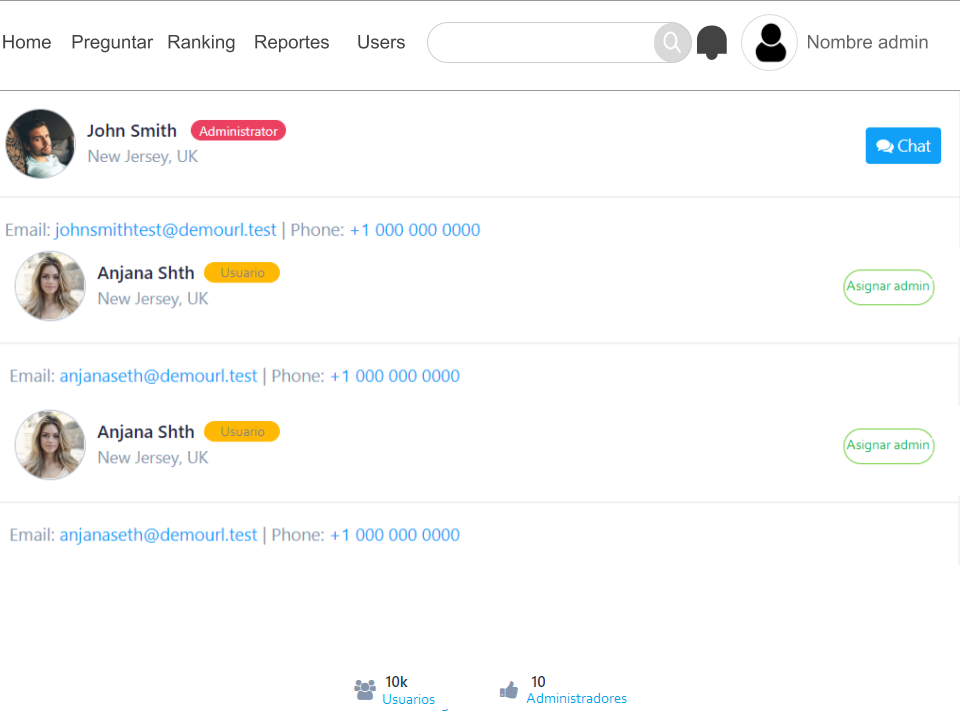 Home Preguntar Ranking Reportes Users Nombre admin
John Smith Administrator
New Jersey, UK
Chat
Email: johnsmithtest@demourl.test | Phone: +1 000 000 0000
Anjana Shth Usuario
New Jersey, UK
Asignar admin
Email: anjanaseth@demourl.test | Phone: +1 000 000 0000
Anjana Shth Usuario
New Jersey, UK
Asignar admin
Email: anjanaseth@demourl.test | Phone: +1 000 000 0000
10k 10
Usuarios Administradores